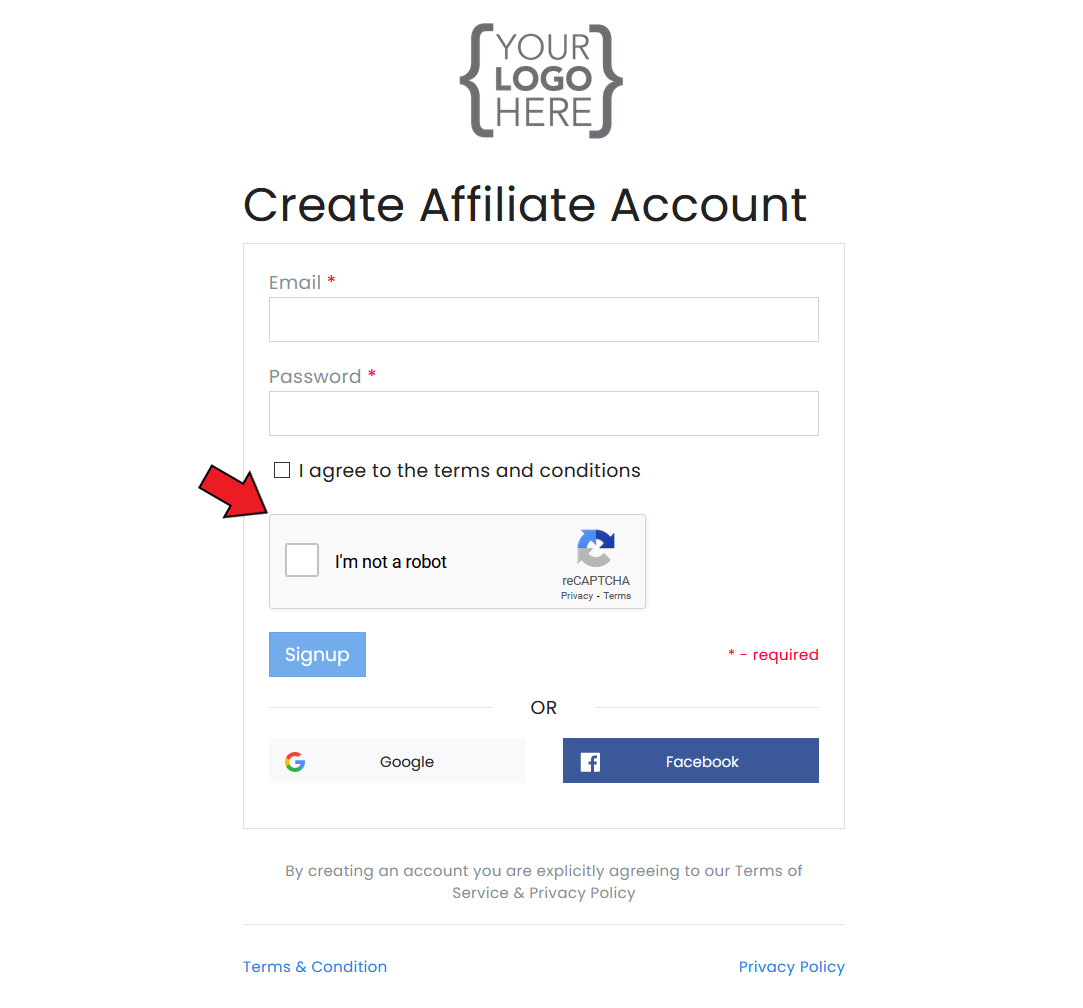 YOUR
LOGO
HERE
Create Affiliate Account
Email *
Password *
I agree to the terms and conditions
I'm not a robot
reCAPTCHA
Privacy - Terms
Signup
* - required
OR
Google
Facebook
By creating an account you are explicitly agreeing to our Terms of
Service & Privacy Policy
Terms & Condition
Privacy Policy